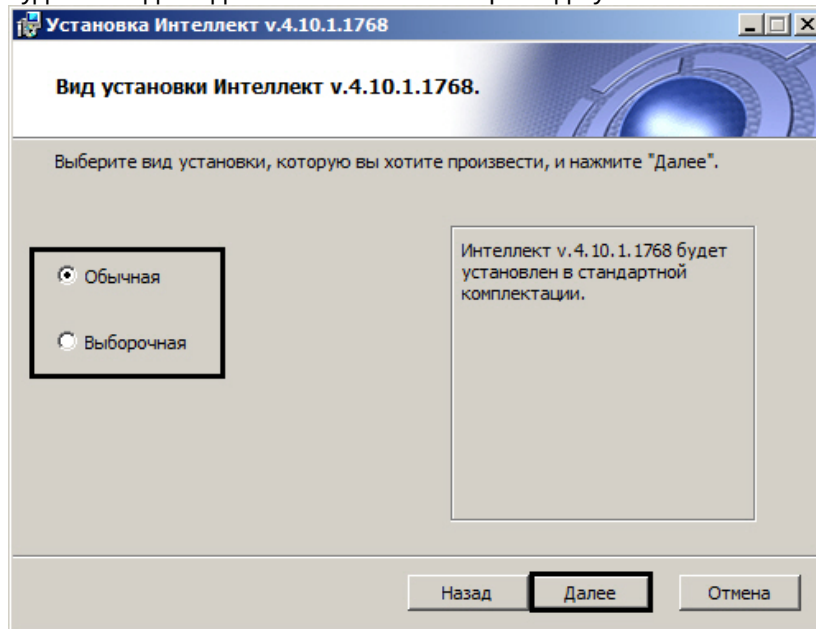 Установка Интеллект v.4.10.1.1768
Вид установки Интеллект v.4.10.1.1768.
Выберите вид установки, которую вы хотите произвести, и нажмите "Далее".
Обычная
Выборочная
Интеллект v.4.10.1.1768 будет
установлен в стандартной
комплектации.
Назад
Далее
Отмена